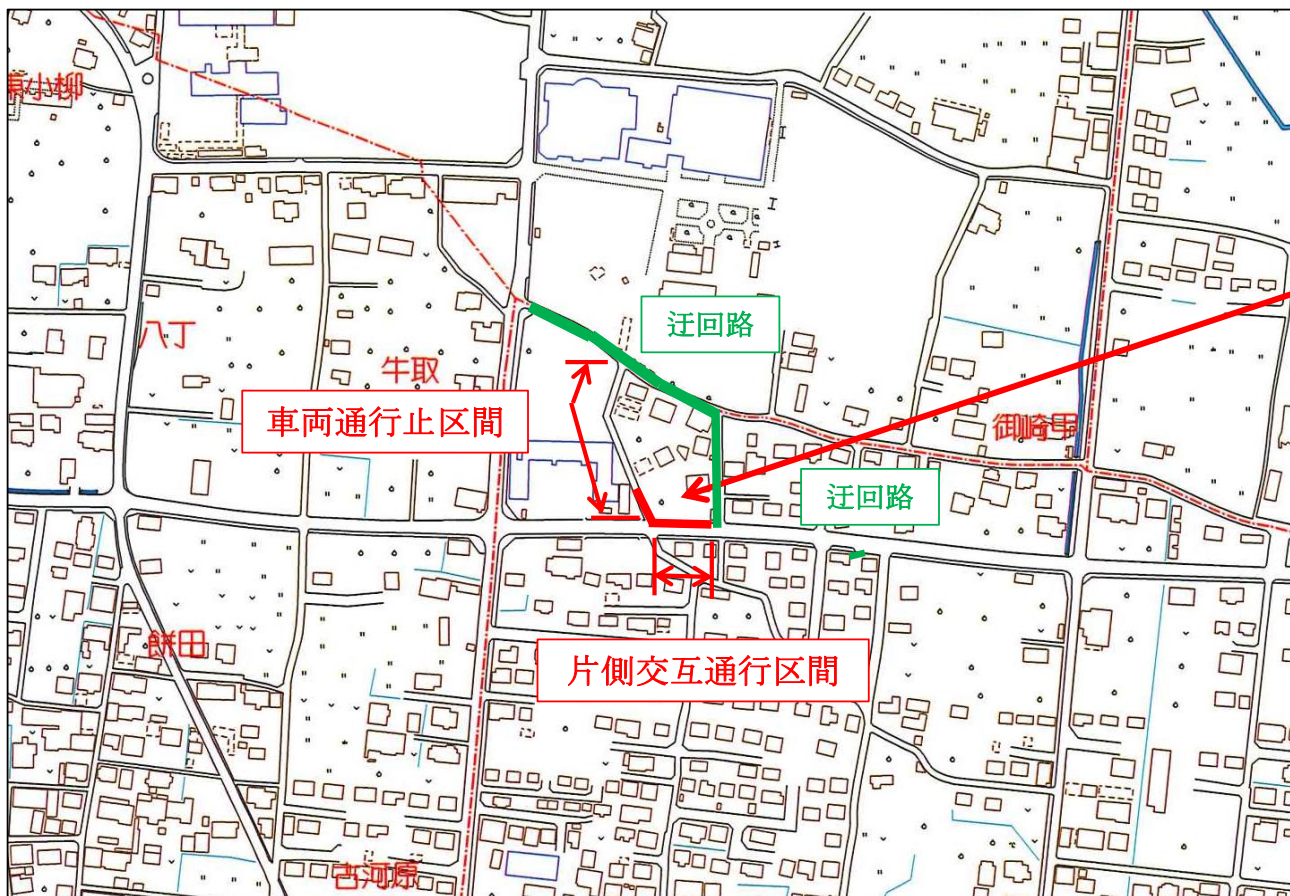 東小柳
迂回路
八丁
牛取
車両通行止区間
御崎甲
迂回路
餅田
片側交互通行区間
古河原